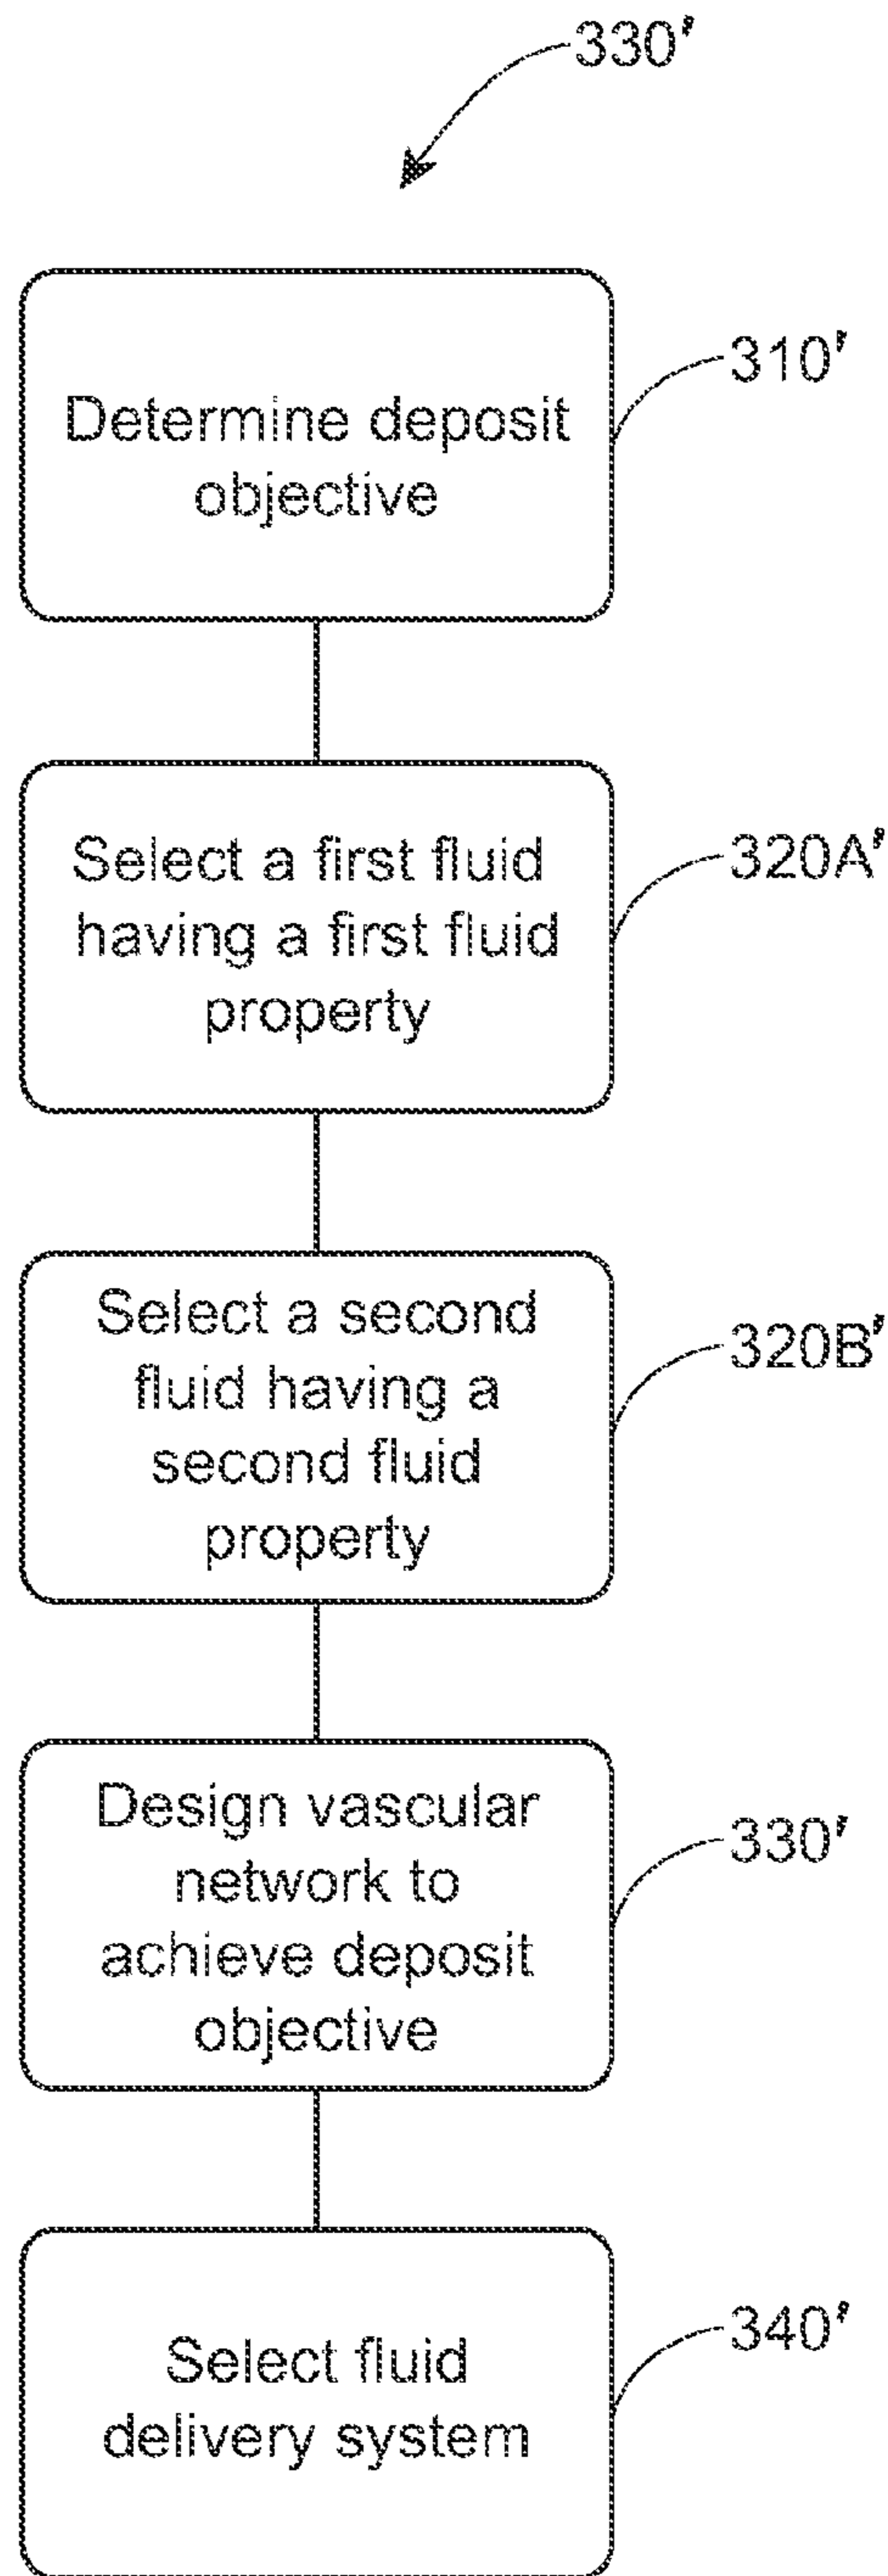 330'
Determine deposit
objective
310'
Select a first fluid
having a first fluid
property
320A'
Select a second
fluid having a
second fluid
property
320B'
Design vascular
network to
achieve deposit
objective
330'
Select fluid
delivery system
340'